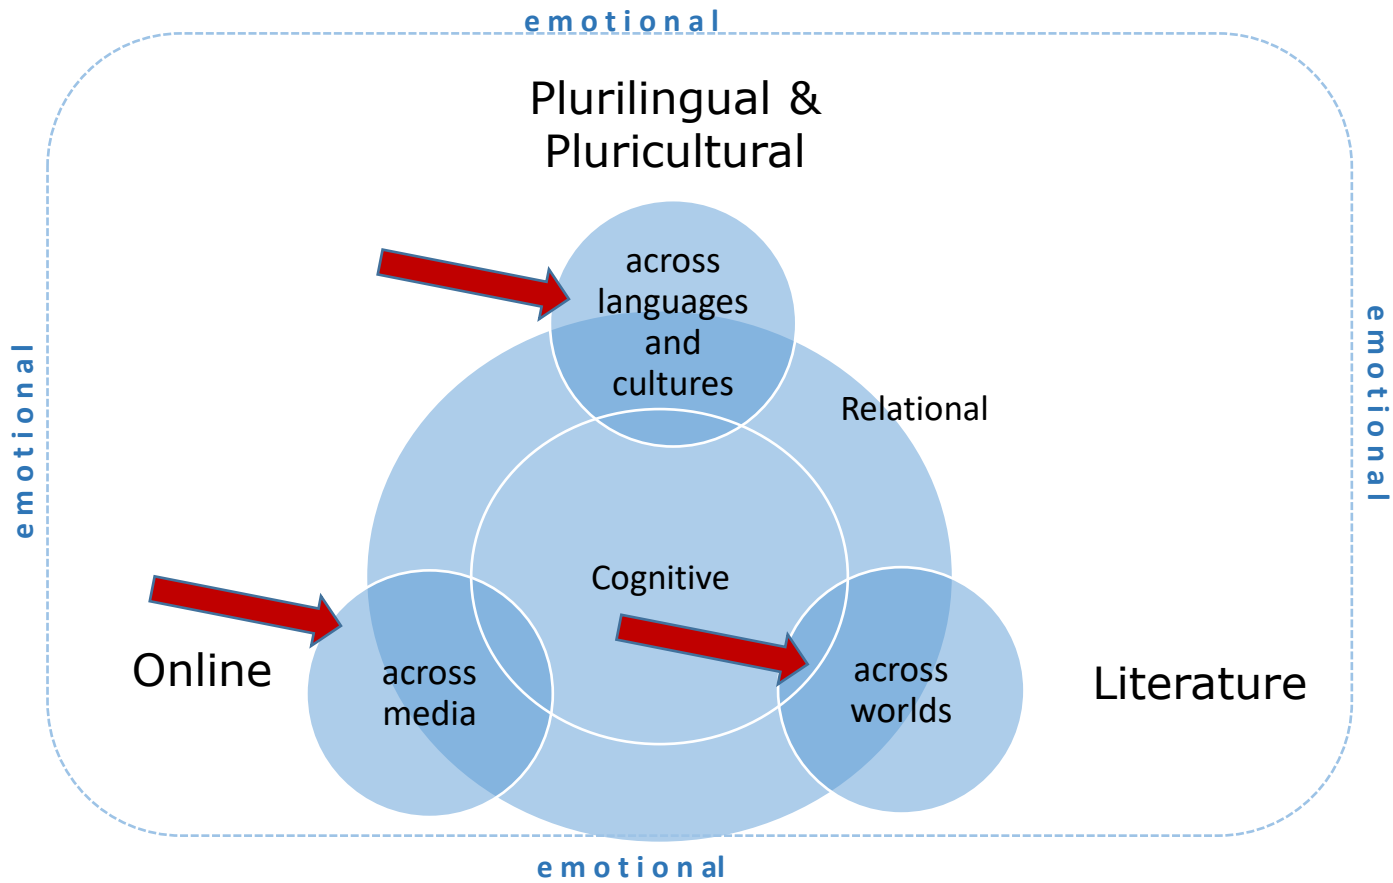 emotional
Plurilingual &
Pluricultural
across
languages
and
cultures
Relational
emotional
emotional
Cognitive
Online
across
media
across
worlds
Literature
emotional